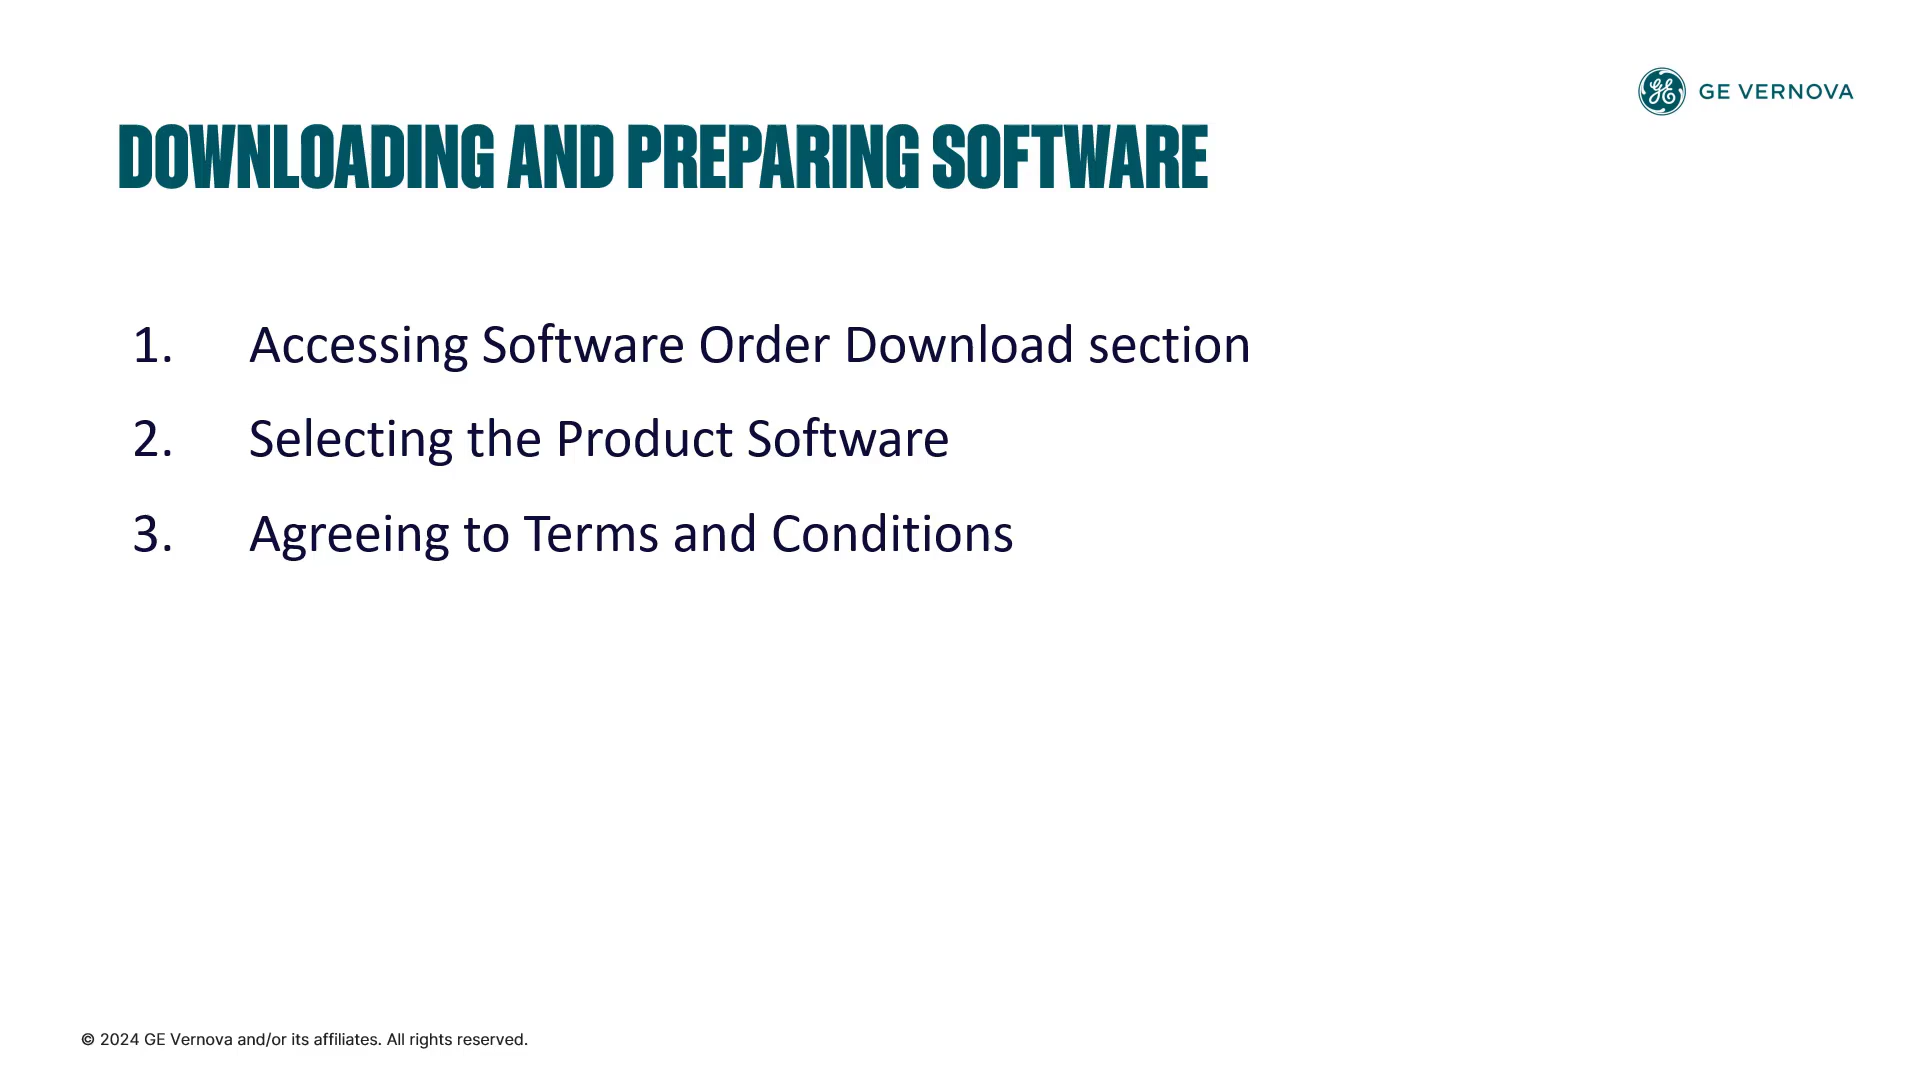 GE VERNOVA
DOWNLOADING AND PREPARING SOFTWARE
1. Accessing Software Order Download section
2. Selecting the Product Software
3. Agreeing to Terms and Conditions
© 2024 GE Vernova and/or its affiliates. All rights reserved.